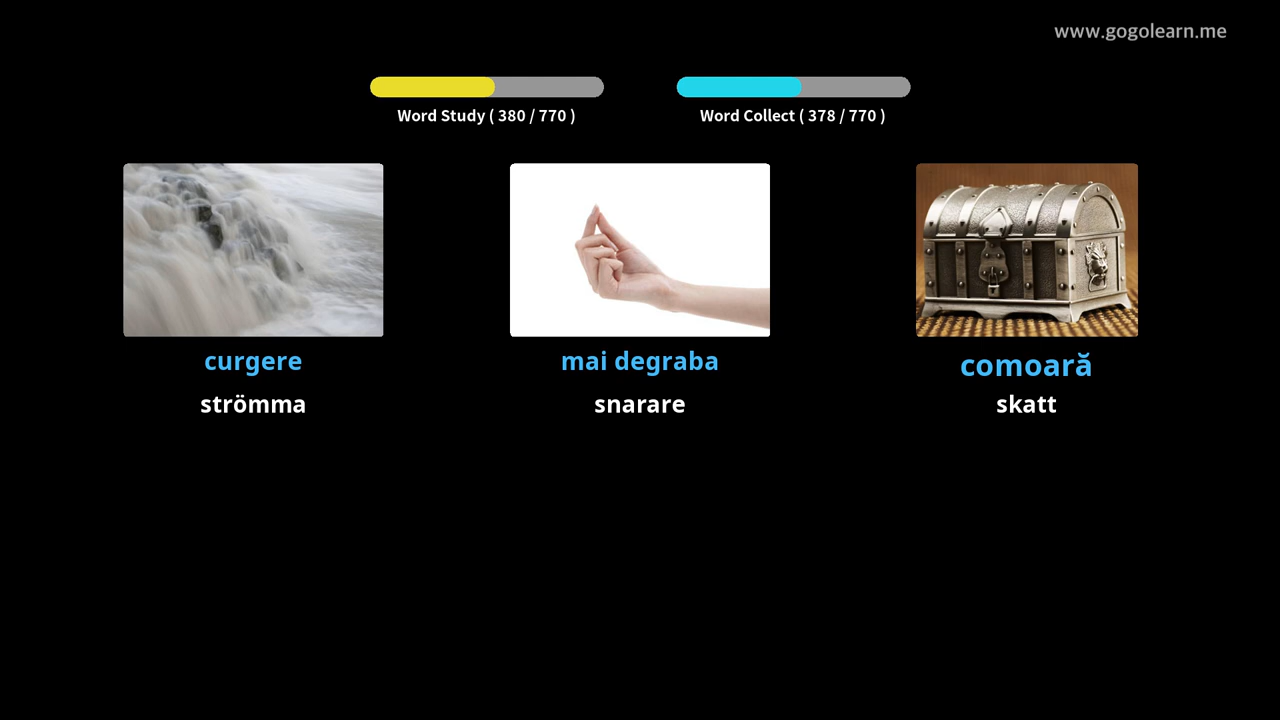 www.gogolearn.me
Word Study ( 380 / 770 )
Word Collect ( 378 / 770 )
curgere
strömma
mai degraba
snarare
comoară
skatt